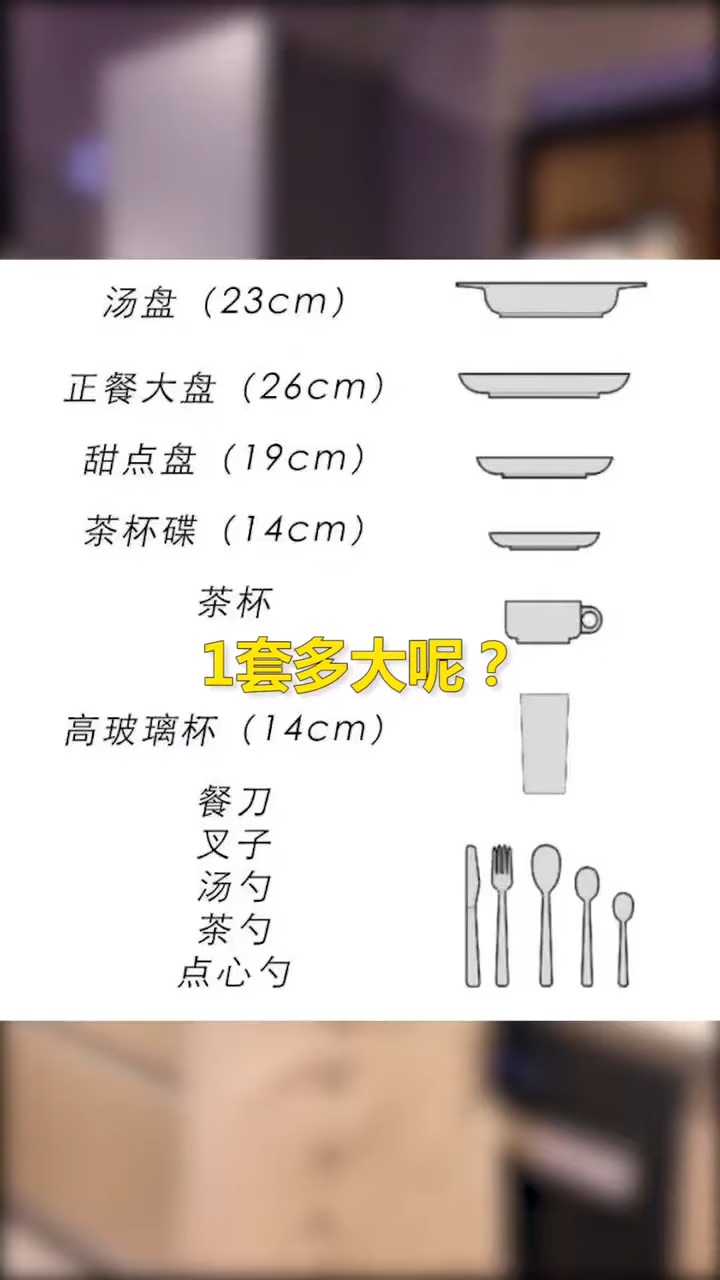 汤盘（23cm）
正餐大盘（26cm）
甜点盘（19cm）
茶杯碟（14cm）
茶杯
1套多大呢？
高玻璃杯（14cm）
餐刀
叉子
汤勺
茶勺
点心勺